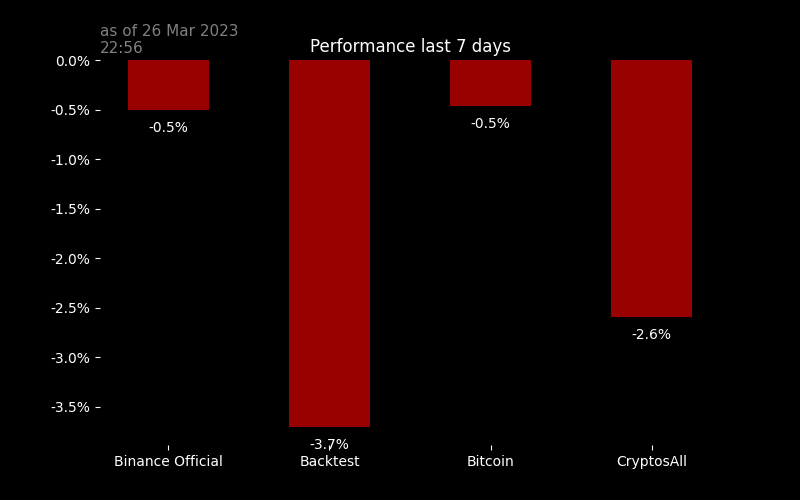 as of 26 Mar 2023
22:56
Performance last 7 days
0.0%
-0.5%
-1.0%
-1.5%
-2.0%
-2.5%
-3.0%
-3.5%
-0.5%
-3.7%
-0.5%
-2.6%
Binance Official
Backtest
Bitcoin
CryptosAll